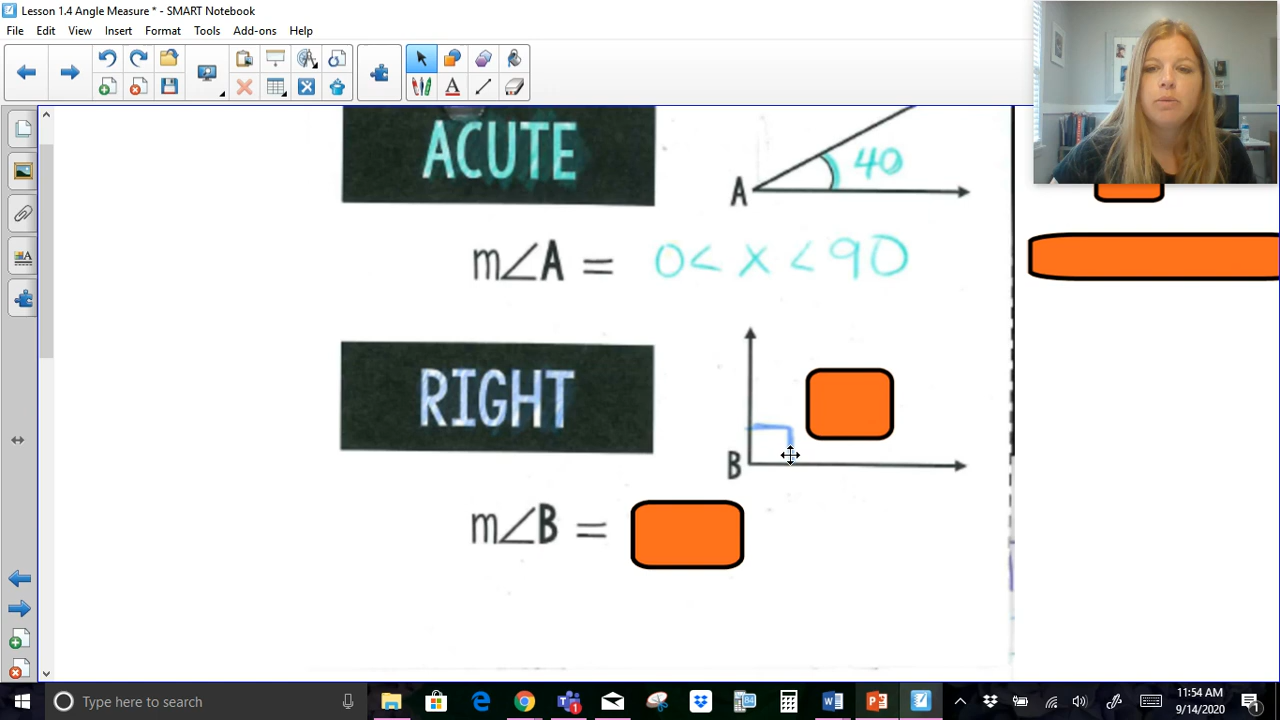 Lesson 1.4 Angle Measure * - SMART Notebook
File Edit View Insert Format Tools Add-ons Help
ACUTE
40
A
m∠A = 0 < x < 90
RIGHT
B
m∠B =
Type here to search
11:54 AM
9/14/2020